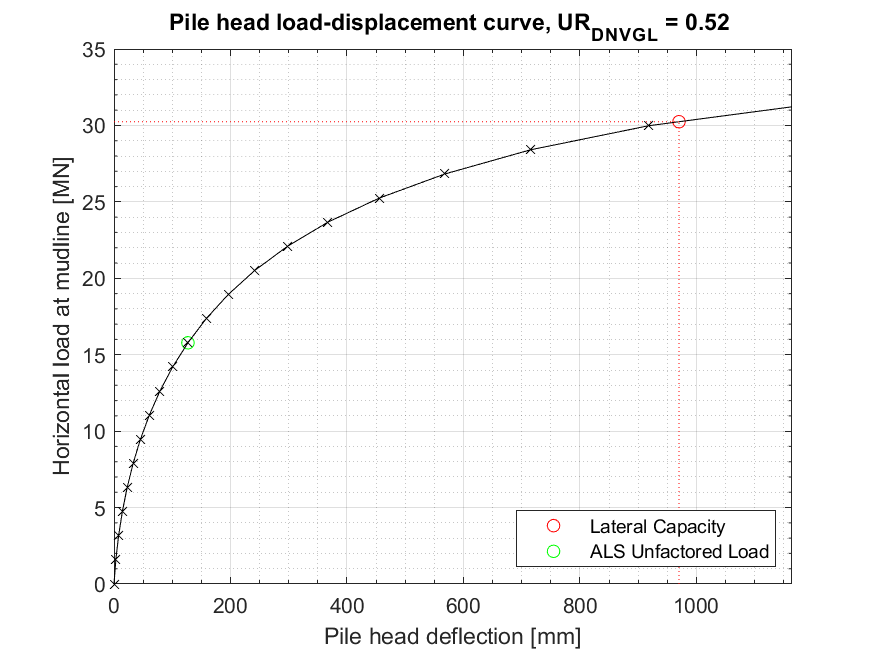 Pile head load-displacement curve, UR_DNVGL = 0.52
Horizontal load at mudline [MN]
35
30
25
20
15
10
5
0
0 200 400 600 800 1000
Pile head deflection [mm]
Lateral Capacity
ALS Unfactored Load